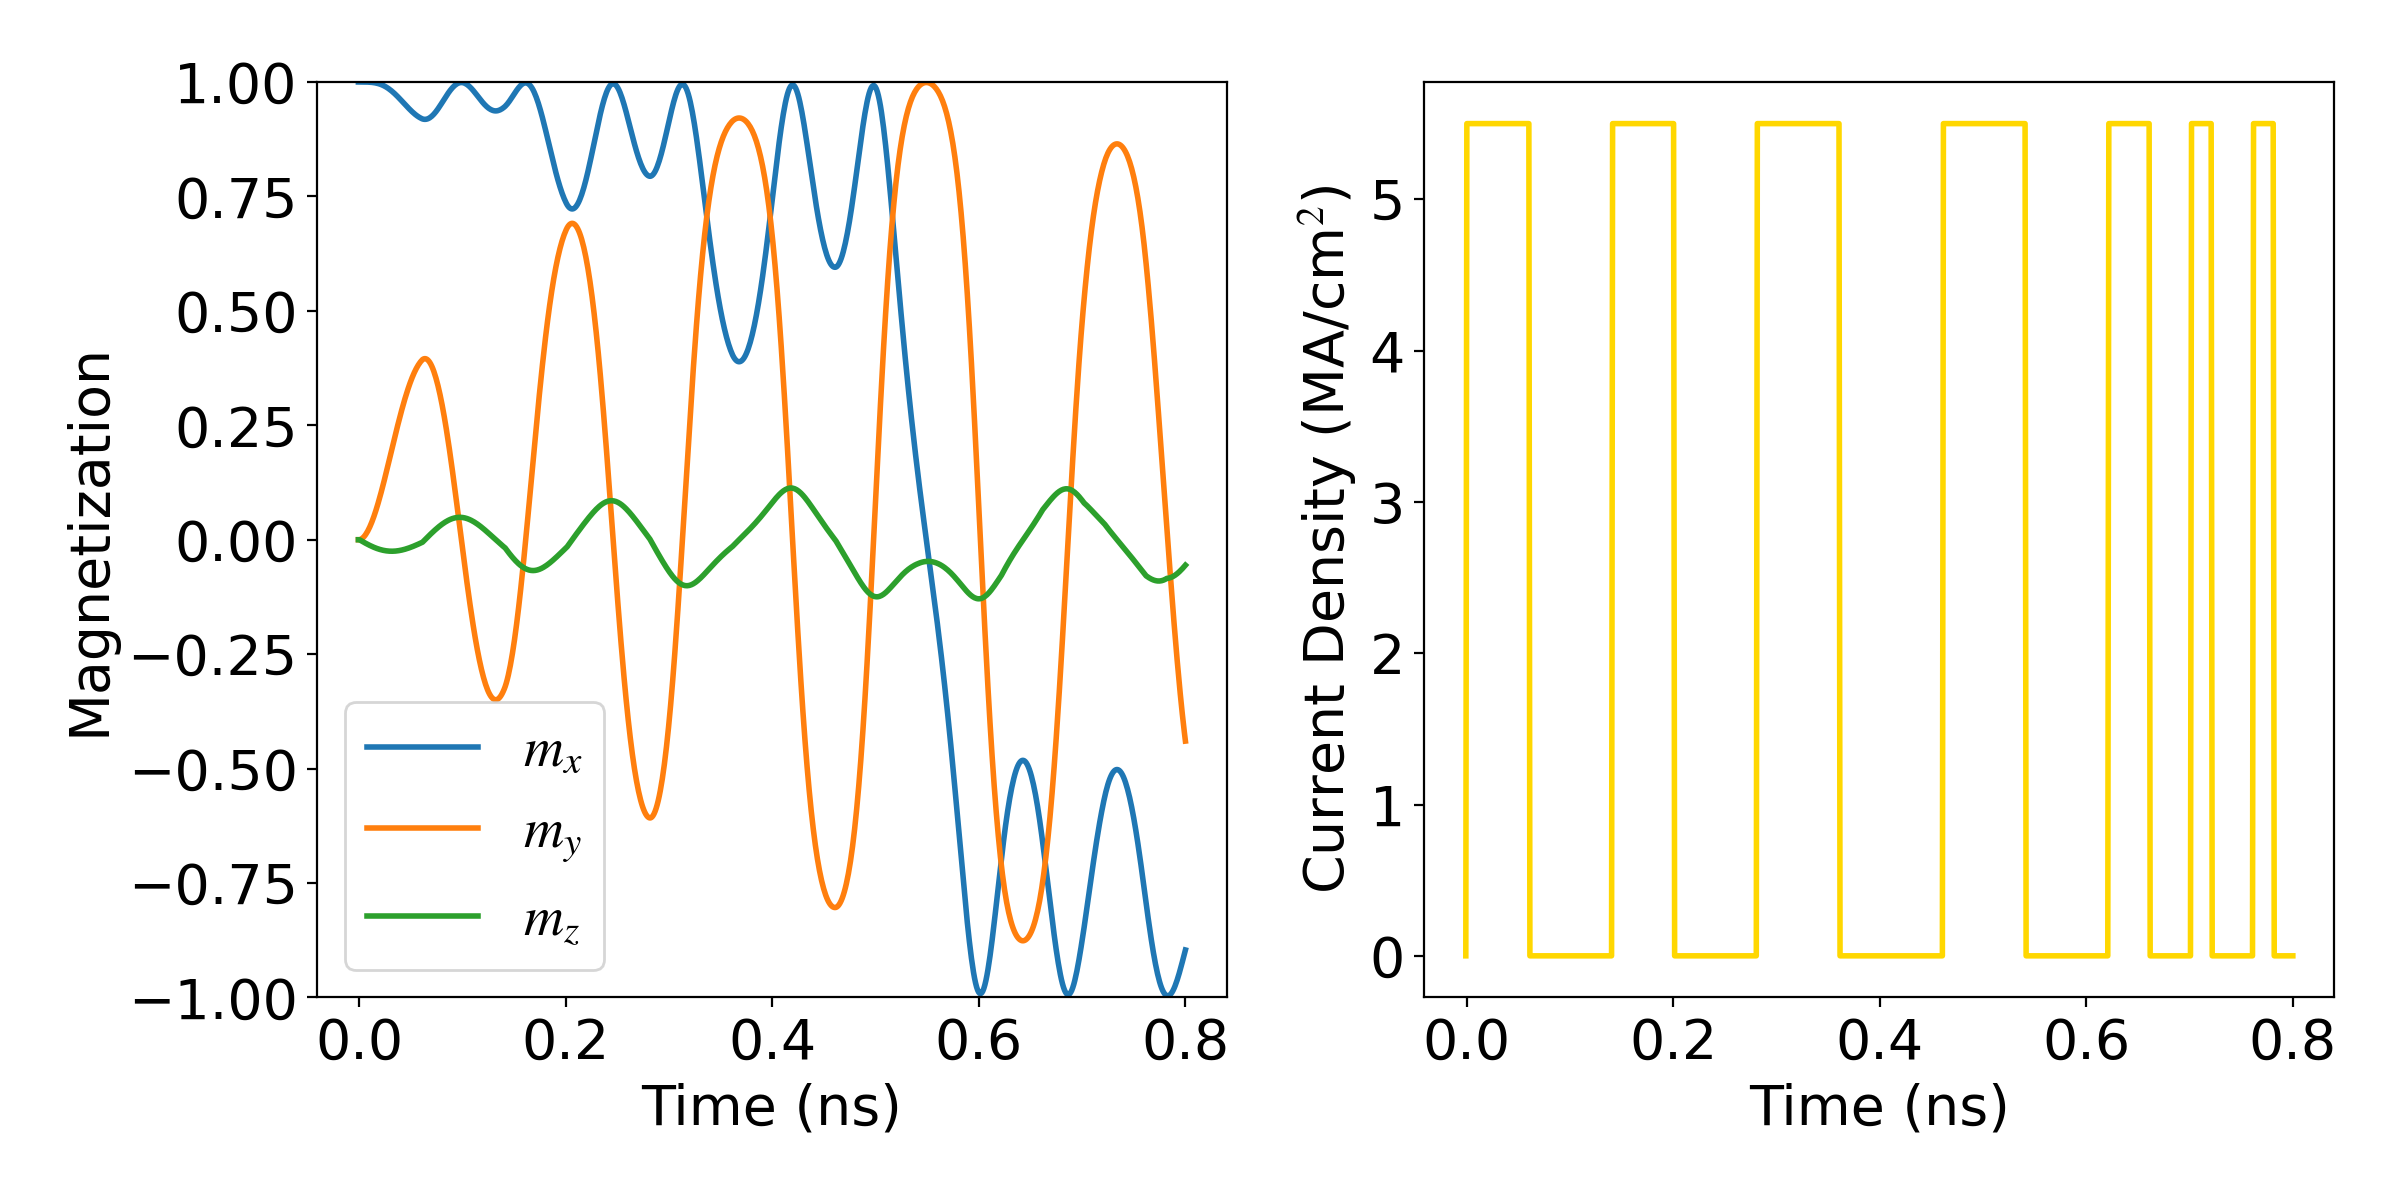 1.00
0.75
0.50
0.25
0.00
−0.25
−0.50
−0.75
−1.00
Magnetization
m_x
m_y
m_z
0.0 0.2 0.4 0.6 0.8
Time (ns)
5
4
3
2
1
0
Current Density (MA/cm²)
0.0 0.2 0.4 0.6 0.8
Time (ns)